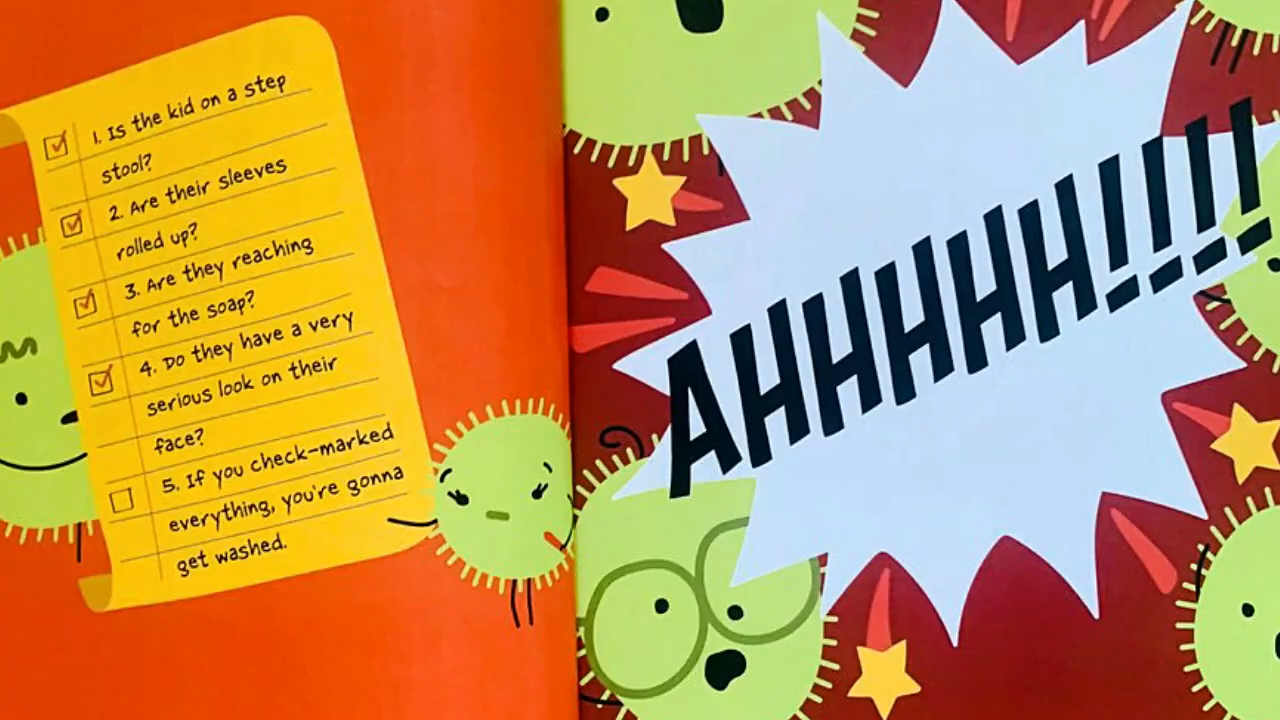 1. Is the kid on a step
stool?
2. Are their sleeves
rolled up?
3. Are they reaching
for the soap?
4. Do they have a very
serious look on their
face?
5. If you check-marked
everything, you're gonna
get washed.
AHHHHH!!!!